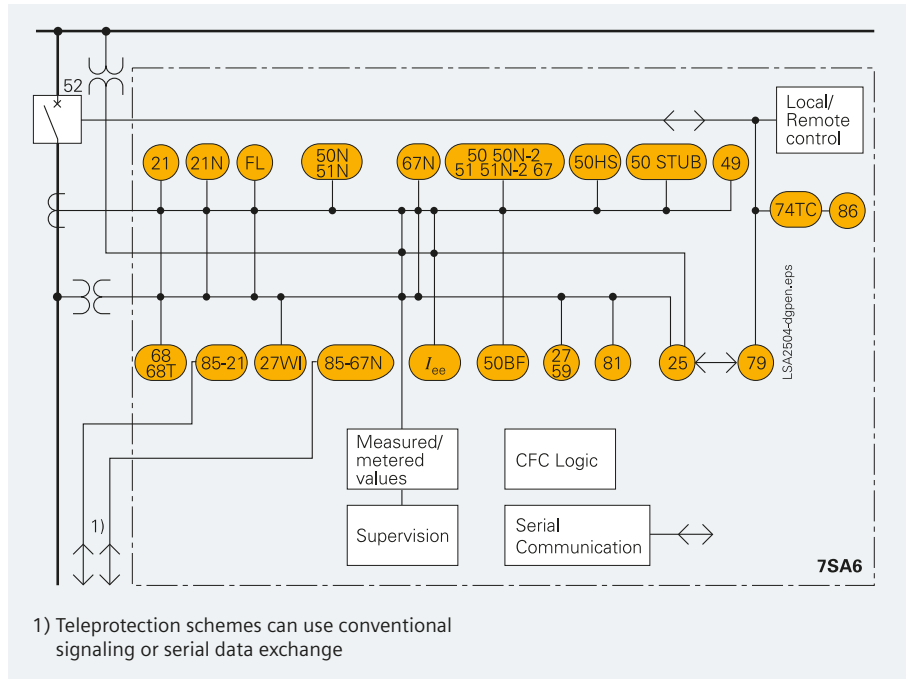 52
Local/
Remote
control
21
21N
FL
50N
51N
67N
50 50N-2
51 51N-2 67
50HS
50 STUB
49
74TC
86
LSA2504-dgpen.eps
68
68T
85-21
27WI
85-67N
Iee
50BF
27
59
81
25
79
Measured/
metered
values
CFC Logic
1)
Supervision
Serial
Communication
7SA6
1) Teleprotection schemes can use conventional
signaling or serial data exchange